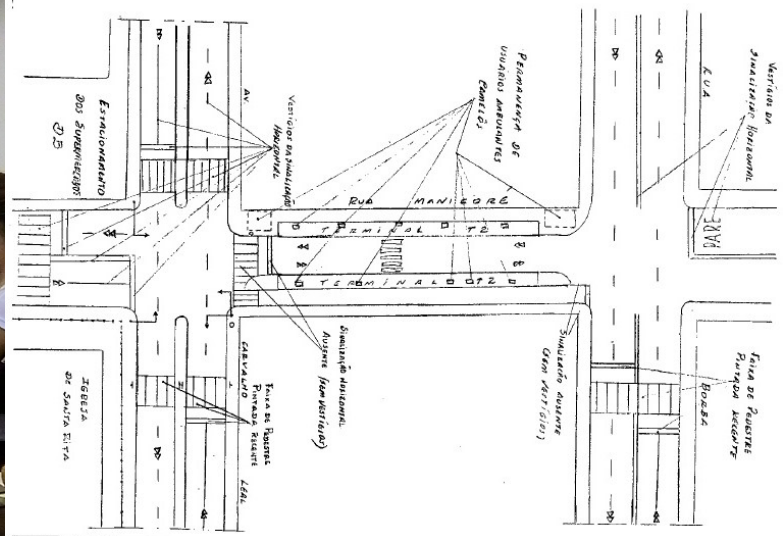 VESTÍGIOS DA
SINALIZAÇÃO HORIZONTAL
RUA
PARE
FAIXA DE PEDESTRE
PINTADA RECENTE
BORBA
PERMANENÇA DE
USUÁRIOS AMBULANTES
CAMELÔS
RUA MANICORÉ
TERMINAL T2
TERMINAL T2
SINALIZAÇÃO AUSENTE
(SEM VESTÍGIOS)
VESTÍGIOS DA SINALIZAÇÃO
HORIZONTAL
AV.
SINALIZAÇÃO HORIZONTAL
AUSENTE (SEM VESTÍGIOS)
CARVALHO LEAL
FAIXA DE PEDESTRE
PINTADA RECENTE
ESTACIONAMENTO
DOS SUPERMERCADOS
DB
IGREJA
DE SANTA RITA